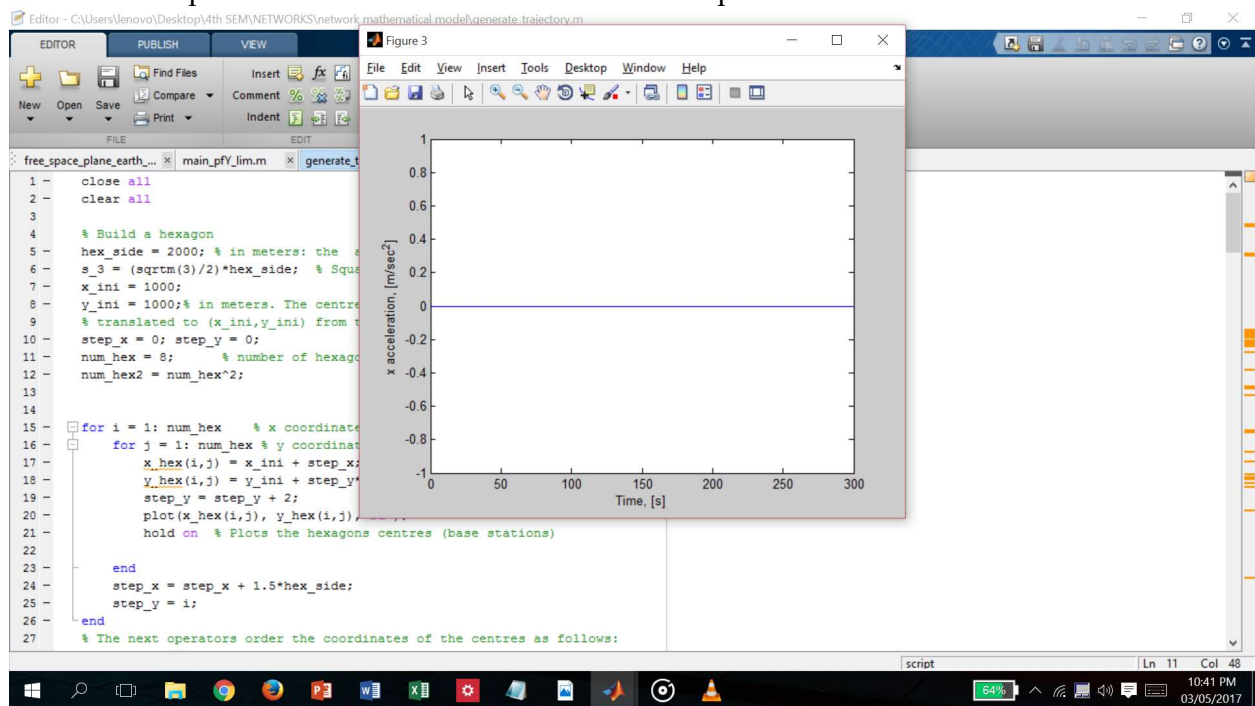 Editor - C:\Users\lenovo\Desktop\4th SEM\NETWORKS\network mathematical model\generate_trajectory.m
EDITOR PUBLISH VIEW
New Open Save
Find Files
Compare
Print
Insert fx
Comment
Indent
FILE EDIT
free_space_plane_earth_... × main_pfY_lim.m × generate_t
1 - close all
2 - clear all
3
4 % Build a hexagon
5 - hex_side = 2000; % in meters: the
6 - s_3 = (sqrtm(3)/2)*hex_side; % Squa
7 - x_ini = 1000;
8 - y_ini = 1000;% in meters. The centre
9 % translated to (x_ini,y_ini) from
10 - step_x = 0; step_y = 0;
11 - num_hex = 8; % number of hexago
12 - num_hex2 = num_hex^2;
13
14
15 - for i = 1: num_hex % x coordinate
16 - for j = 1: num_hex % y coordinat
17 - x_hex(i,j) = x_ini + step_x;
18 - y_hex(i,j) = y_ini + step_y*
19 - step_y = step_y + 2;
20 - plot(x_hex(i,j), y_hex(i,j),
21 - hold on % Plots the hexagons centres (base stations)
22
23 - end
24 - step_x = step_x + 1.5*hex_side;
25 - step_y = i;
26 - end
27 % The next operators order the coordinates of the centres as follows:
Figure 3
File Edit View Insert Tools Desktop Window Help
1
0.8
0.6
0.4
0.2
0
-0.2
-0.4
-0.6
-0.8
-1
x acceleration, [m/sec²]
0 50 100 150 200 250 300
Time, [s]
script Ln 11 Col 48
64%
10:41 PM
03/05/2017